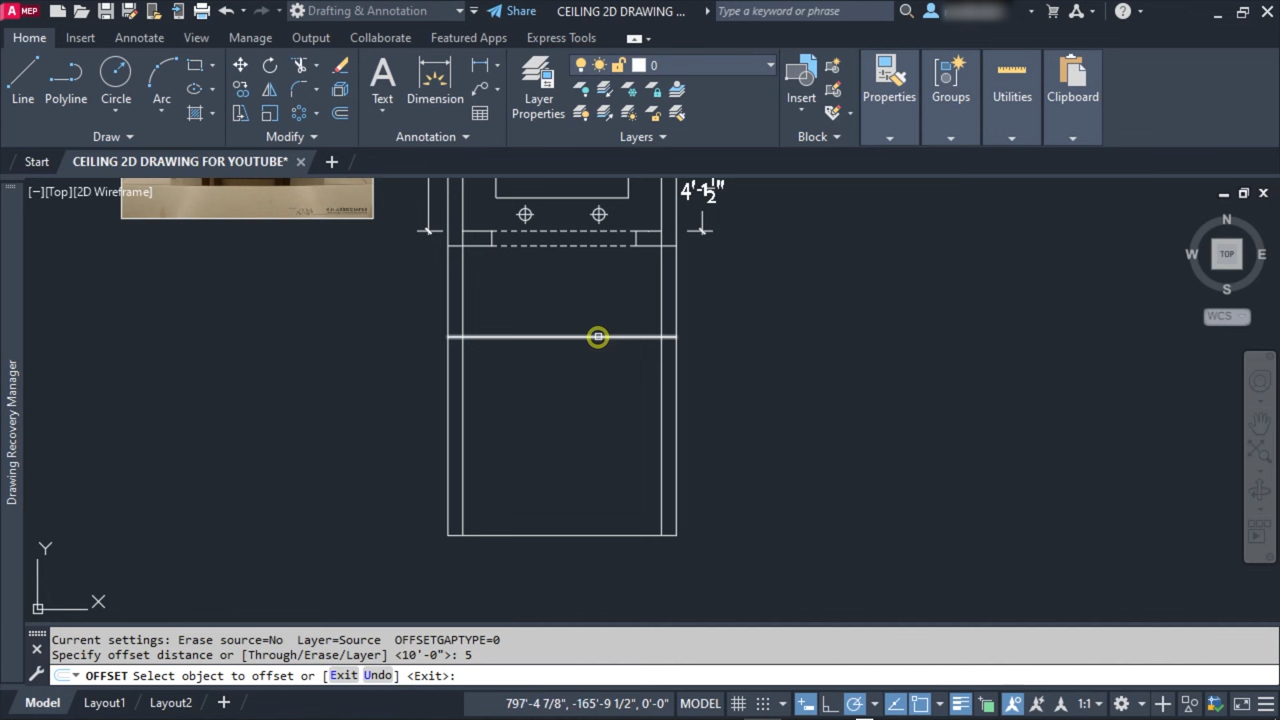 A MEP Drafting & Annotation Share CEILING 2D DRAWING ... Type a keyword or phrase
Home Insert Annotate View Manage Output Collaborate Featured Apps Express Tools
0
Line Polyline Circle Arc Text Dimension Layer Properties Insert Properties Groups Utilities Clipboard
Draw Modify Annotation Layers Block
Start CEILING 2D DRAWING FOR YOUTUBE*
[−][Top][2D Wireframe]
4'-1½"
N
W TOP E
S
WCS
Drawing Recovery Manager
Y
X
Current settings: Erase source=No Layer=Source OFFSETGAPTYPE=0
Specify offset distance or [Through/Erase/Layer] <10'-0">: 5
OFFSET Select object to offset or [Exit Undo] <Exit>:
Model Layout1 Layout2 797'-4 7/8", -165'-9 1/2", 0'-0" MODEL 1:1